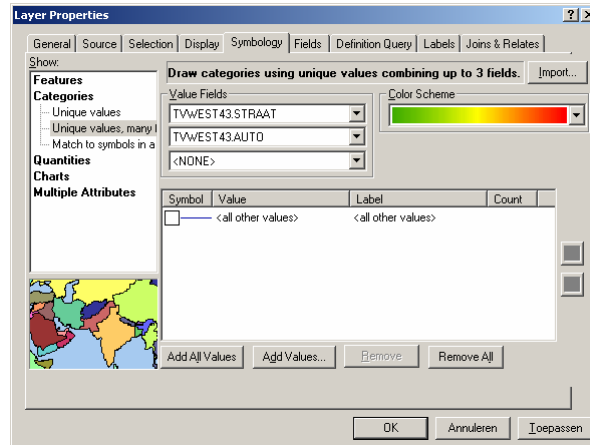 Layer Properties
General
Source
Selection
Display
Symbology
Fields
Definition Query
Labels
Joins & Relates
Show:
Features
Categories
Unique values
Unique values, many
Match to symbols in a
Quantities
Charts
Multiple Attributes
Draw categories using unique values combining up to 3 fields.
Import...
Value Fields
TVWEST43.STRAAT
TVWEST43.AUTO
<NONE>
Color Scheme
Symbol Value Label Count
<all other values> <all other values>
Add All Values
Add Values...
Remove
Remove All
OK
Annuleren
Toepassen